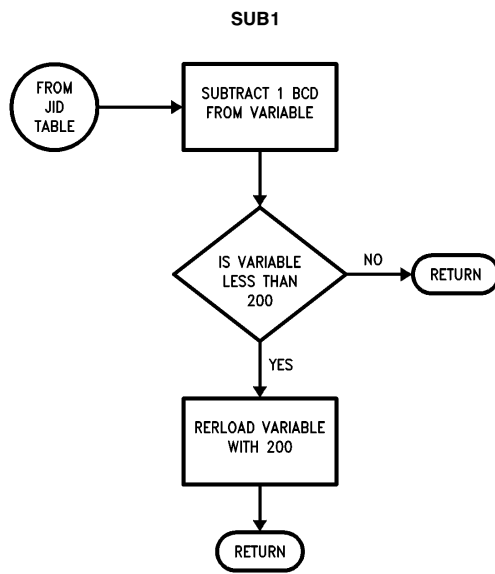 SUB1
FROM
JID
TABLE
SUBTRACT 1 BCD
FROM VARIABLE
IS VARIABLE
LESS THAN
200
NO
RETURN
YES
RERLOAD VARIABLE
WITH 200
RETURN